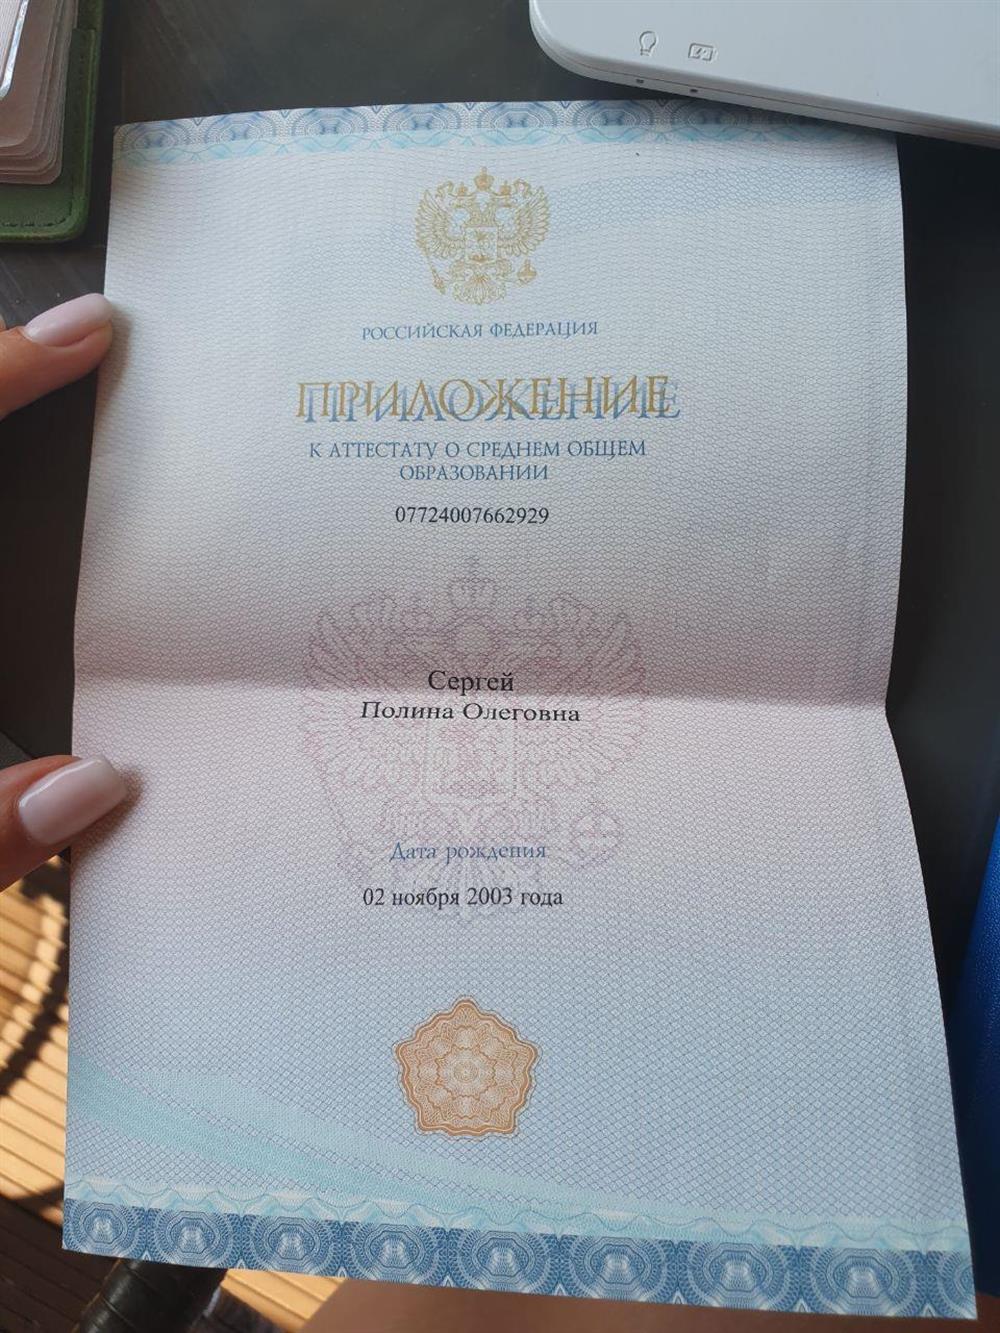 РОССИЙСКАЯ ФЕДЕРАЦИЯ
ПРИЛОЖЕНИЕ
К АТТЕСТАТУ О СРЕДНЕМ ОБЩЕМ
ОБРАЗОВАНИИ
07724007662929
Сергей
Полина Олеговна
Дата рождения
02 ноября 2003 года